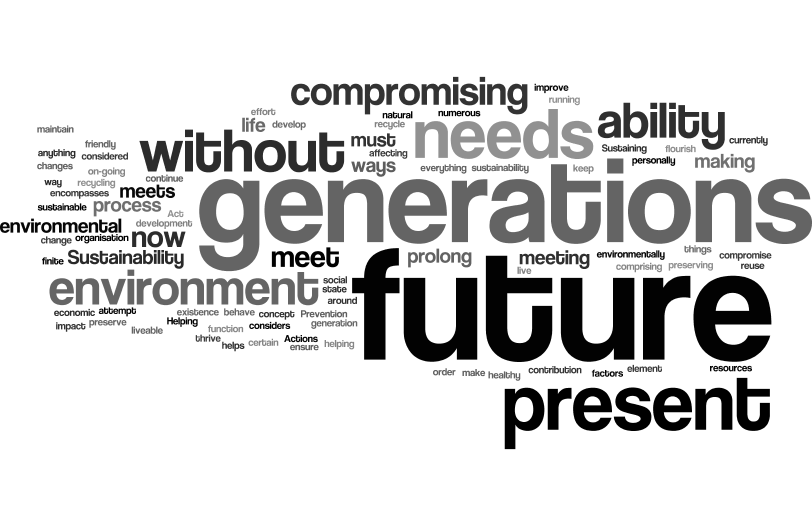 compromising improve
effort running
natural numerous
life develop recycle needs ability
maintain
friendly without must Sustaining flourish currently
anything considered affecting personally making
changes on-going ways everything sustainability keep
way recycling continue generations
encompasses meets
sustainable process Act
environmental development
change organisation now things
finite Sustainability meet prolong meeting environmentally compromise
live comprising preserving reuse
environment social future
state
around
economic attempt existence behave concept Prevention
impact preserve Helping generation
liveable function considers
thrive Actions
helps certain ensure helping
order make healthy contribution factors element resources
present